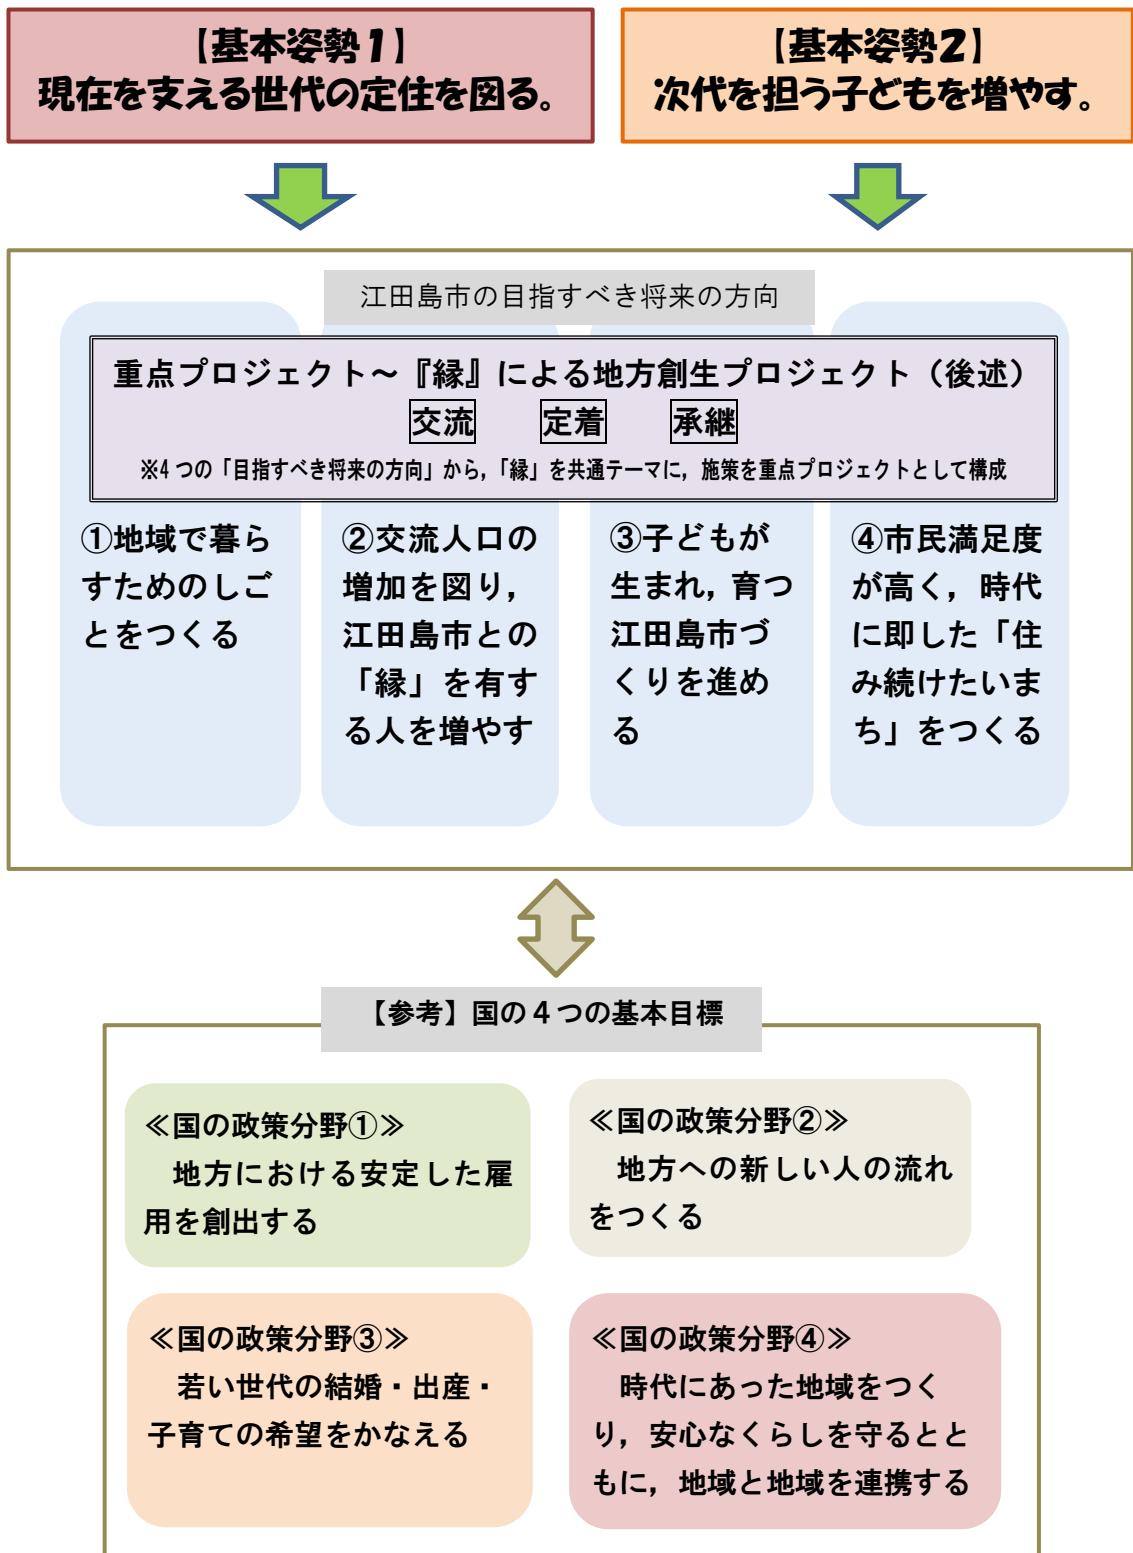 【基本姿勢1】
現在を支える世代の定住を図る。
【基本姿勢2】
次代を担う子どもを増やす。
江田島市の目指すべき将来の方向
重点プロジェクト～『縁』による地方創生プロジェクト（後述）
交流 定着 承継
※4つの「目指すべき将来の方向」から，「縁」を共通テーマに，施策を重点プロジェクトとして構成
①地域で暮ら
すためのしご
とをつくる
②交流人口の
増加を図り，
江田島市との
「縁」を有す
る人を増やす
③子どもが
生まれ，育つ
江田島市づ
くりを進め
る
④市民満足度
が高く，時代
に即した「住
み続けたいま
ち」をつくる
【参考】国の４つの基本目標
≪国の政策分野①≫
地方における安定した雇
用を創出する
≪国の政策分野②≫
地方への新しい人の流れ
をつくる
≪国の政策分野③≫
若い世代の結婚・出産・
子育ての希望をかなえる
≪国の政策分野④≫
時代にあった地域をつく
り，安心なくらしを守るとと
もに，地域と地域を連携する